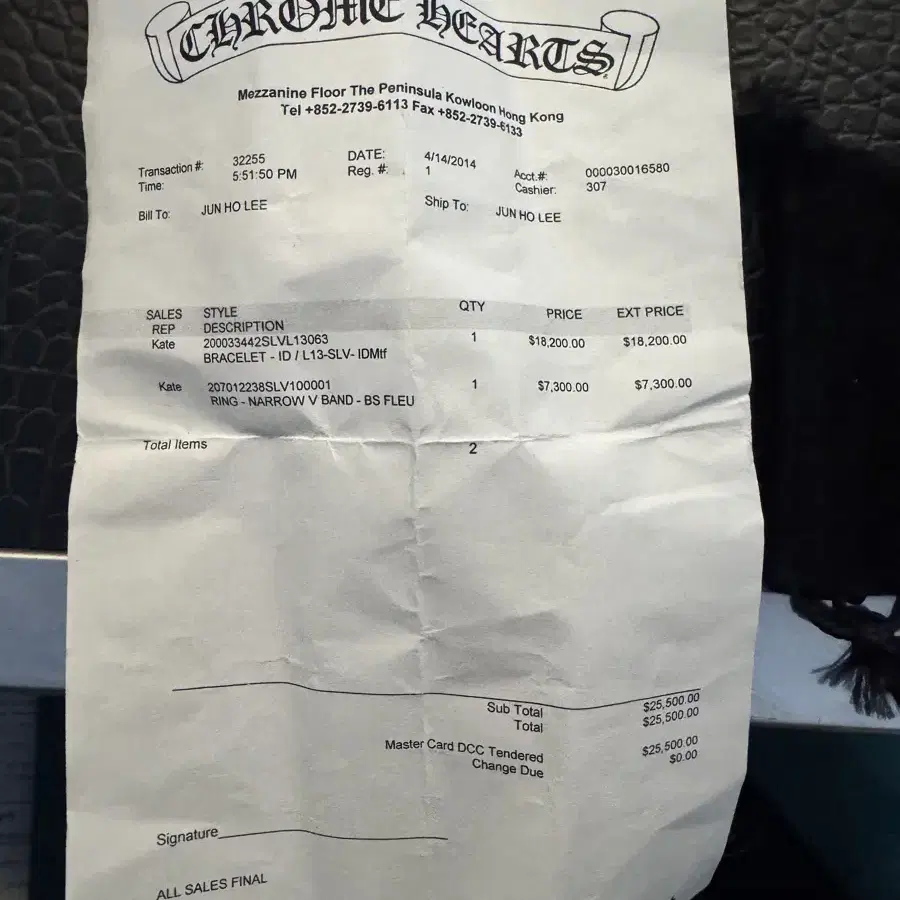 CHROME HEARTS
Mezzanine Floor The Peninsula Kowloon Hong Kong
Tel +852-2739-6113 Fax +852-2739-6133
Transaction #: 32255 DATE: 4/14/2014 Acct.#: 000030016580
Time: 5:51:50 PM Reg. #: 1 Cashier: 307
Bill To: JUN HO LEE Ship To: JUN HO LEE
SALES STYLE QTY PRICE EXT PRICE
REP DESCRIPTION
Kate 200033442SLVL13063 1 $18,200.00 $18,200.00
BRACELET - ID / L13-SLV- IDMtf
Kate 207012238SLV100001 1 $7,300.00 $7,300.00
RING - NARROW V BAND - BS FLEU
Total Items 2
Sub Total $25,500.00
Total $25,500.00
Master Card DCC Tendered $25,500.00
Change Due $0.00
Signature
ALL SALES FINAL